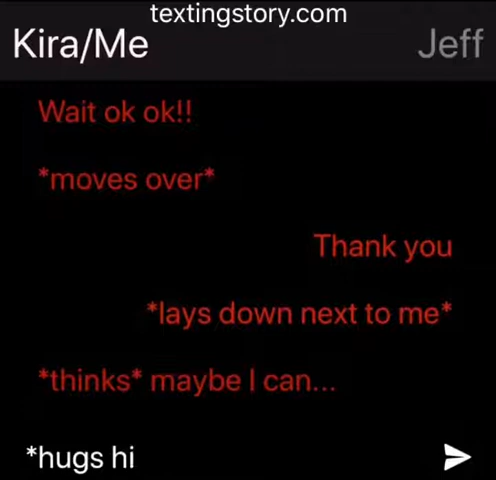 textingstory.com
Kira/Me Jeff
Wait ok ok!!
*moves over*
Thank you
*lays down next to me*
*thinks* maybe I can...
*hugs hi